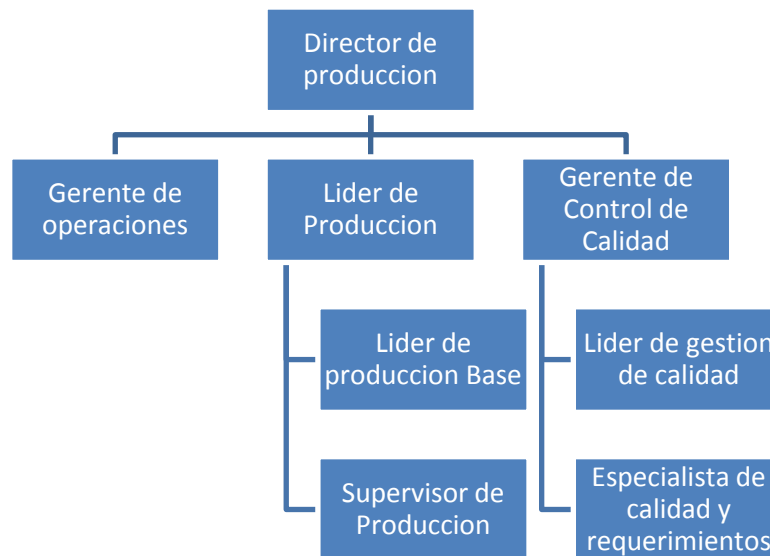 Director de
produccion
Gerente de
operaciones
Lider de
Produccion
Gerente de
Control de
Calidad
Lider de
produccion Base
Lider de gestion
de calidad
Supervisor de
Produccion
Especialista de
calidad y
requerimientos